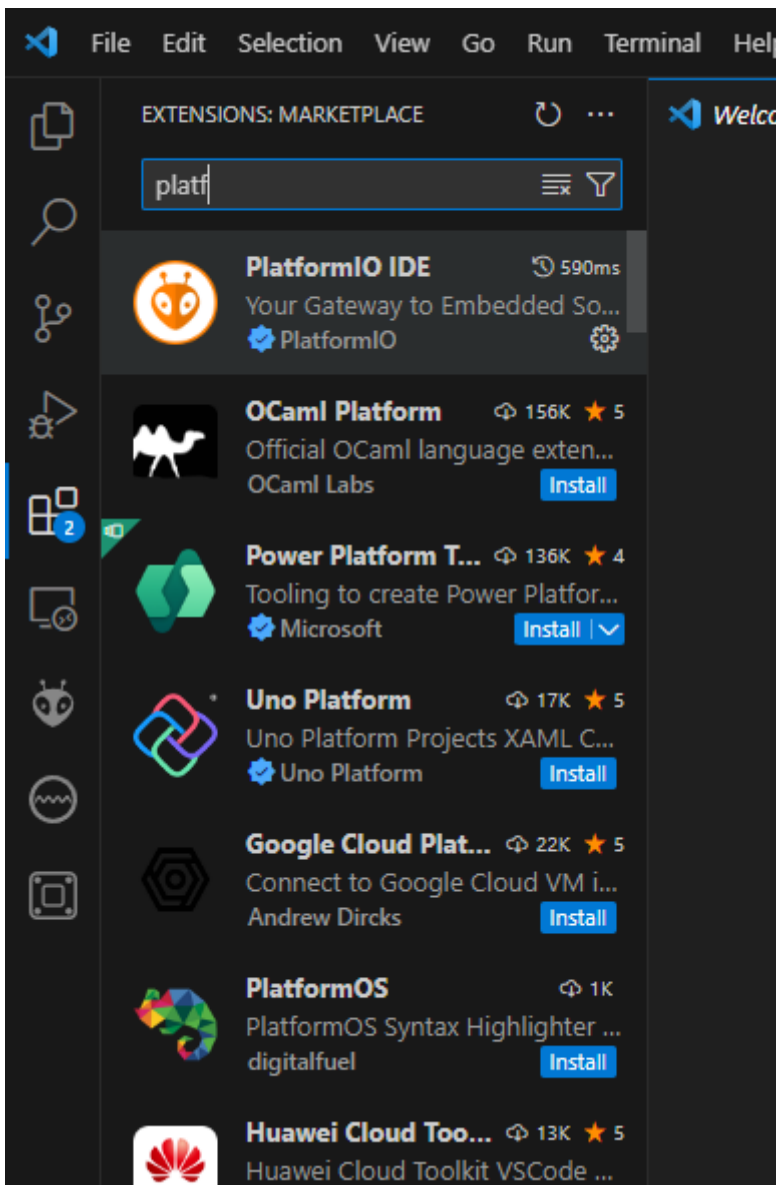 File Edit Selection View Go Run Terminal Help
EXTENSIONS: MARKETPLACE
Welco
platf
PlatformIO IDE 590ms
Your Gateway to Embedded So...
PlatformIO
OCaml Platform 156K 5
Official OCaml language exten...
OCaml Labs Install
2
Power Platform T... 136K 4
Tooling to create Power Platfor...
Microsoft Install
Uno Platform 17K 5
Uno Platform Projects XAML C...
Uno Platform Install
Google Cloud Plat... 22K 5
Connect to Google Cloud VM i...
Andrew Dircks Install
PlatformOS 1K
PlatformOS Syntax Highlighter ...
digitalfuel Install
Huawei Cloud Too... 13K 5
Huawei Cloud Toolkit VSCode ...